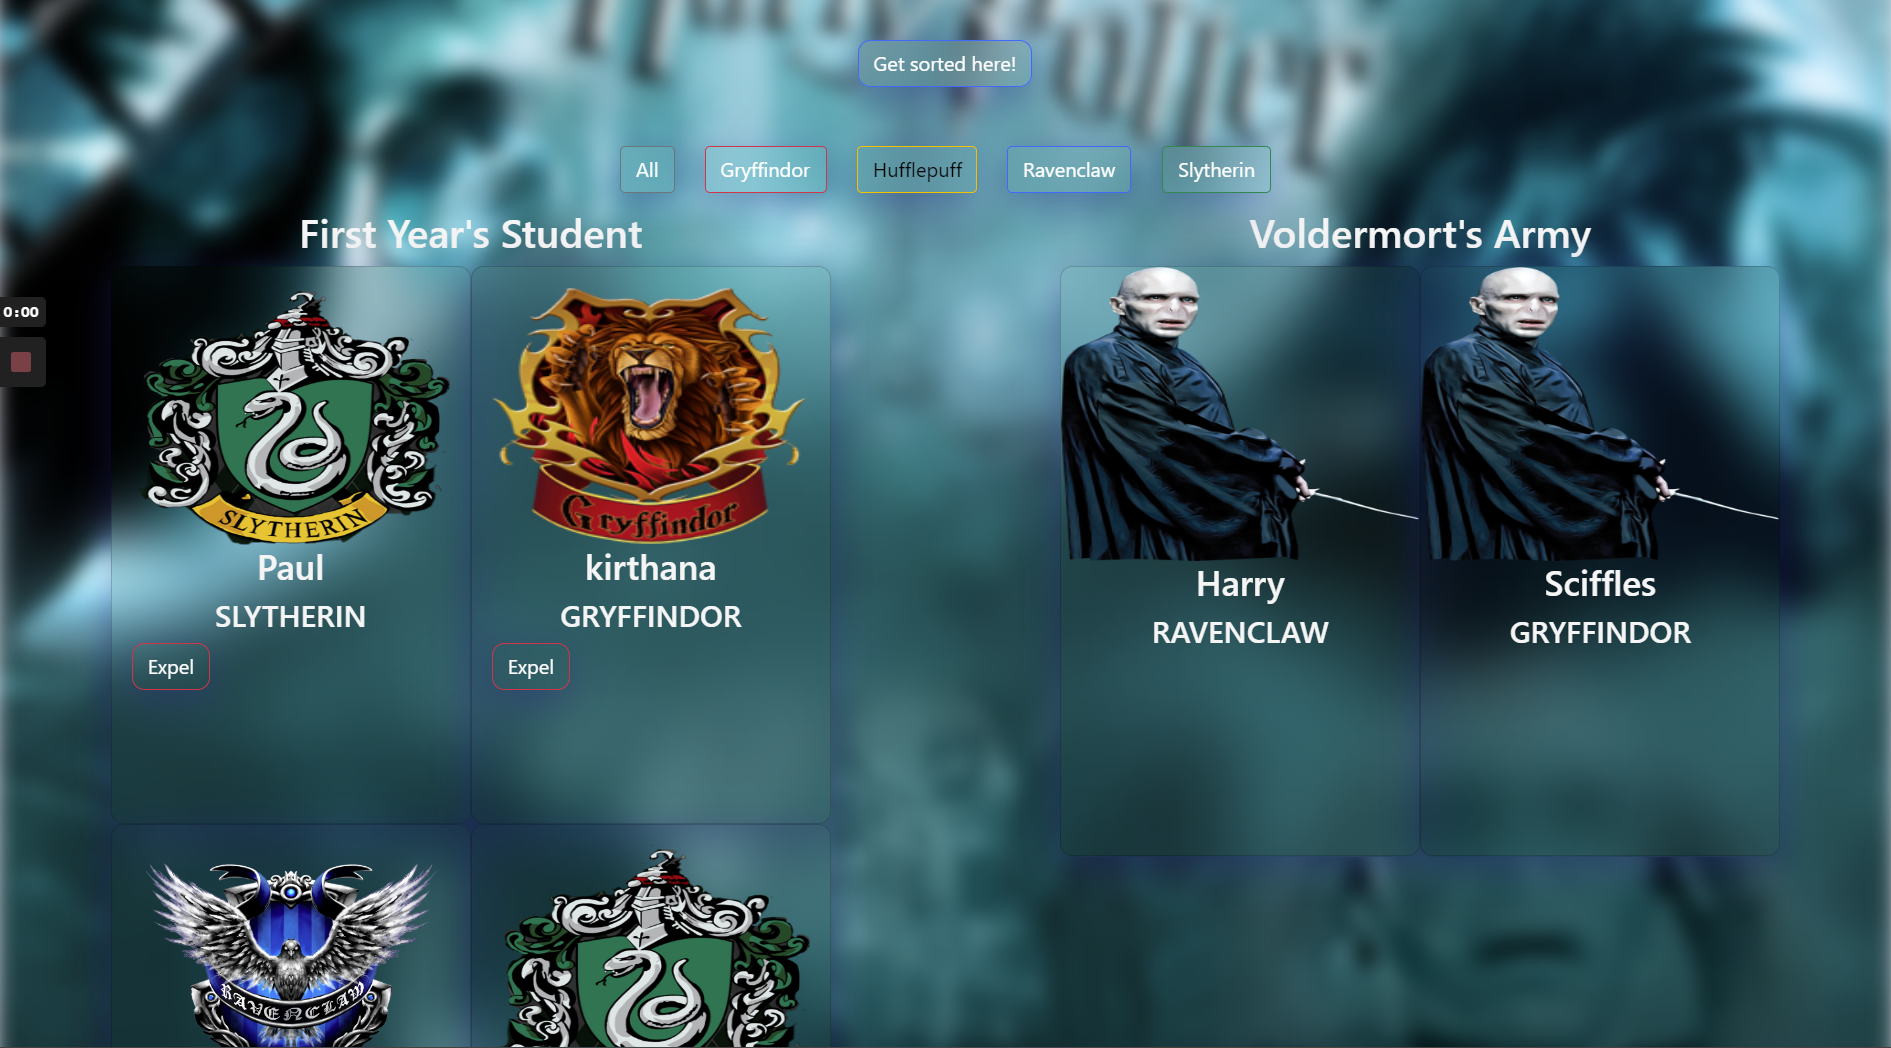 Harry Potter
Get sorted here!
All
Gryffindor
Hufflepuff
Ravenclaw
Slytherin
First Year's Student
Voldermort's Army
0:00
SLYTHERIN
Gryffindor
Paul
kirthana
SLYTHERIN
GRYFFINDOR
Expel
Expel
Harry
Sciffles
RAVENCLAW
GRYFFINDOR
RAVENCLAW